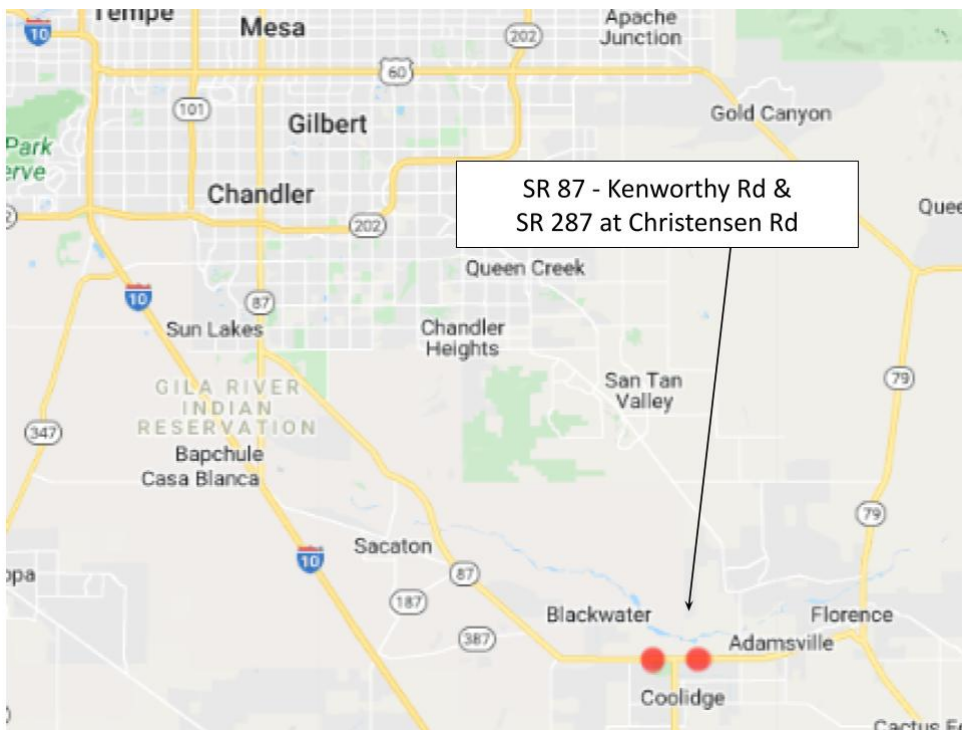 Tempe
Mesa
Apache
Junction
10
202
60
101
Gilbert
Gold Canyon
Park
erve
Chandler
SR 87 - Kenworthy Rd &
SR 287 at Christensen Rd
Quee
202
Queen Creek
10
87
Sun Lakes
Chandler
Heights
GILA RIVER
INDIAN
RESERVATION
San Tan
Valley
79
347
Bapchule
Casa Blanca
79
Sacaton
10
87
opa
187
Blackwater
Florence
387
Adamsville
Coolidge
Cactus Fo